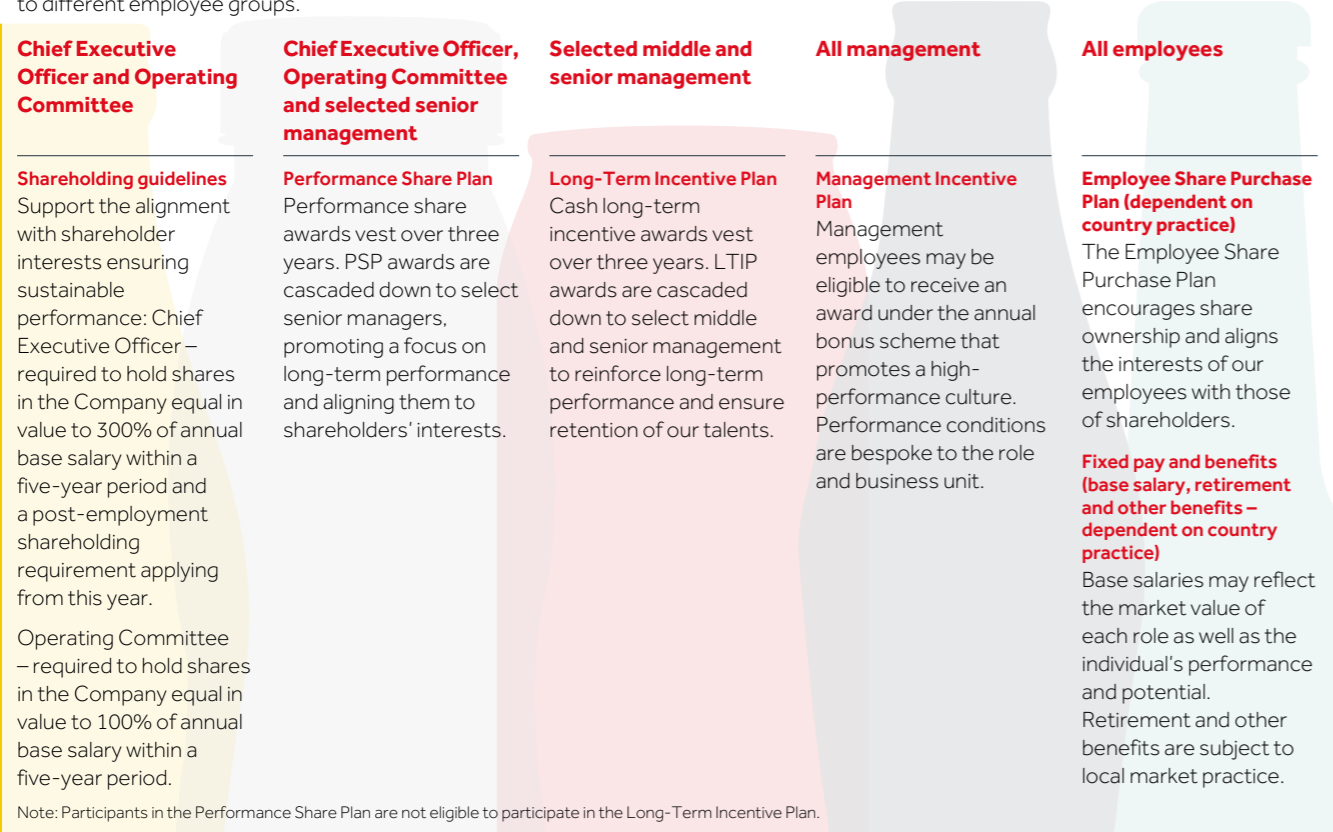 to different employee groups.
Chief Executive
Officer and Operating
Committee
Shareholding guidelines
Support the alignment
with shareholder
interests ensuring
sustainable
performance: Chief
Executive Officer –
required to hold shares
in the Company equal in
value to 300% of annual
base salary within a
five-year period and
a post-employment
shareholding
requirement applying
from this year.
Operating Committee
– required to hold shares
in the Company equal in
value to 100% of annual
base salary within a
five-year period.
Chief Executive Officer,
Operating Committee
and selected senior
management
Performance Share Plan
Performance share
awards vest over three
years. PSP awards are
cascaded down to select
senior managers,
promoting a focus on
long-term performance
and aligning them to
shareholders' interests.
Selected middle and
senior management
Long-Term Incentive Plan
Cash long-term
incentive awards vest
over three years. LTIP
awards are cascaded
down to select middle
and senior management
to reinforce long-term
performance and ensure
retention of our talents.
All management
Management Incentive
Plan
Management
employees may be
eligible to receive an
award under the annual
bonus scheme that
promotes a high-
performance culture.
Performance conditions
are bespoke to the role
and business unit.
All employees
Employee Share Purchase
Plan (dependent on
country practice)
The Employee Share
Purchase Plan
encourages share
ownership and aligns
the interests of our
employees with those
of shareholders.
Fixed pay and benefits
(base salary, retirement
and other benefits –
dependent on country
practice)
Base salaries may reflect
the market value of
each role as well as the
individual's performance
and potential.
Retirement and other
benefits are subject to
local market practice.
Note: Participants in the Performance Share Plan are not eligible to participate in the Long-Term Incentive Plan.